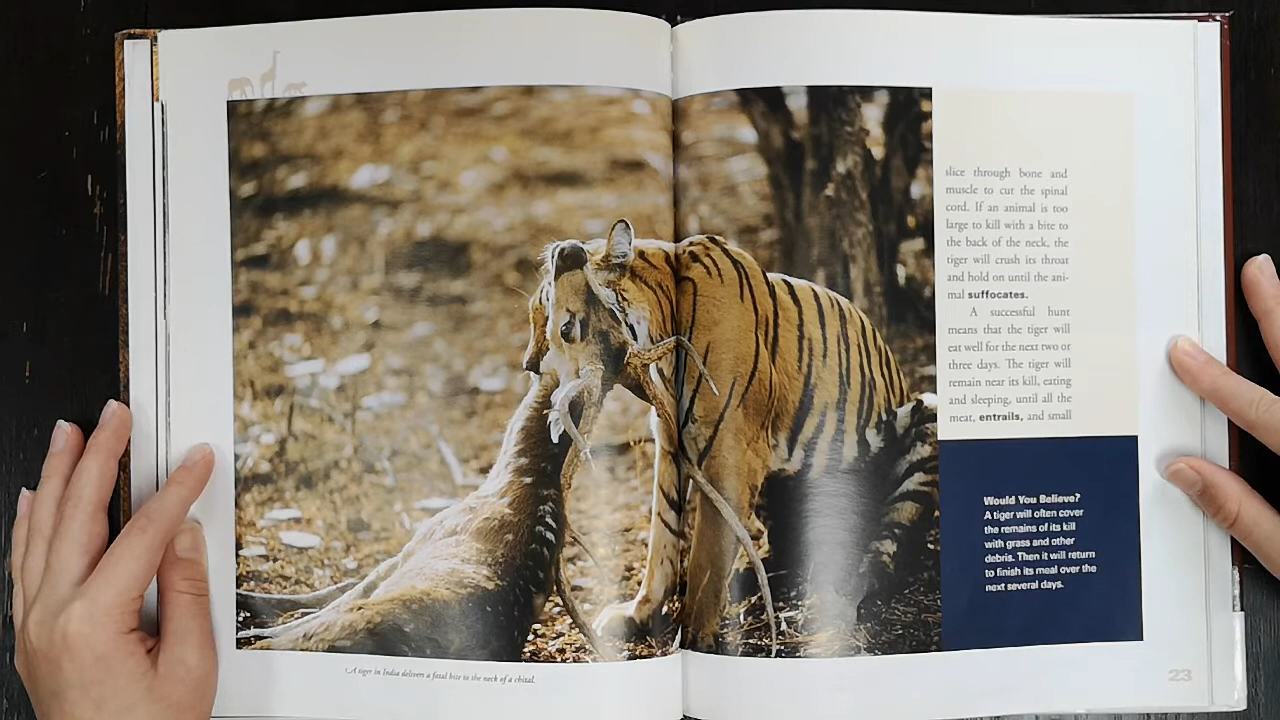 A tiger in India delivers a fatal bite to the neck of a chital.
slice through bone and
muscle to cut the spinal
cord. If an animal is too
large to kill with a bite to
the back of the neck, the
tiger will crush its throat
and hold on until the ani-
mal suffocates.
A successful hunt
means that the tiger will
eat well for the next two or
three days. The tiger will
remain near its kill, eating
and sleeping, until all the
meat, entrails, and small
Would You Believe?
A tiger will often cover
the remains of its kill
with grass and other
debris. Then it will return
to finish its meal over the
next several days.
23